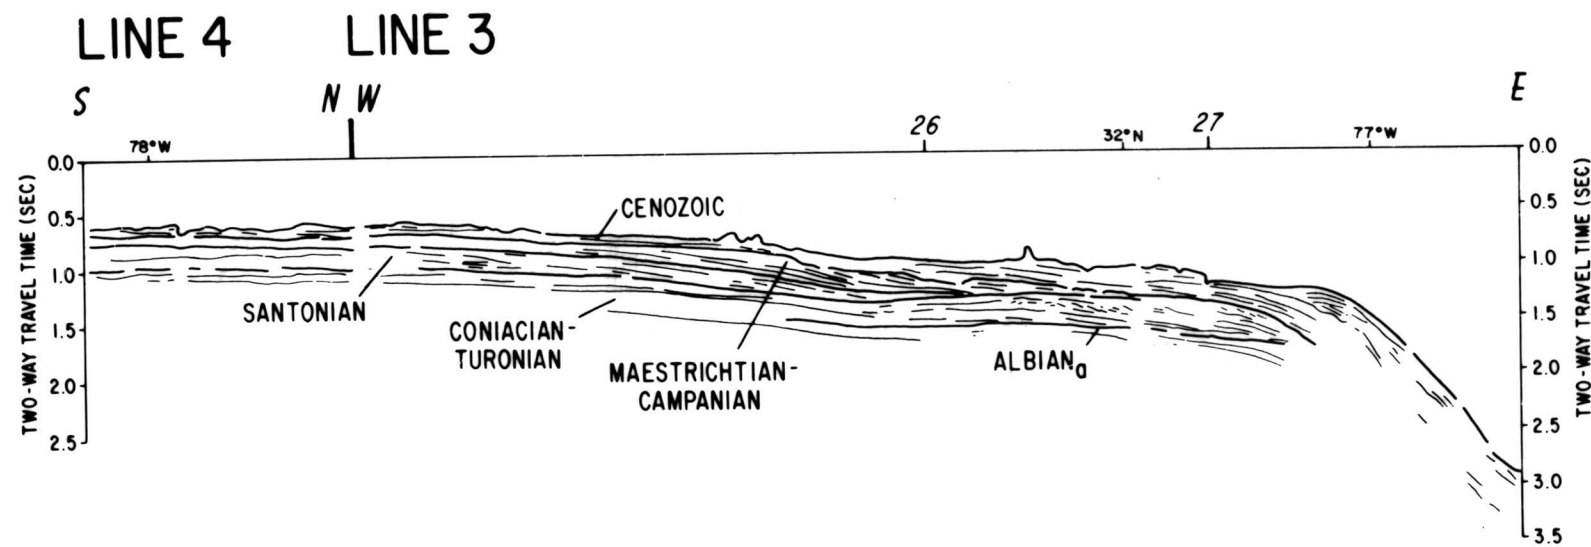 LINE 4 LINE 3
S N W E
78°W 26 32°N 27 77°W
TWO-WAY TRAVEL TIME (SEC)
0.0
0.5
1.0
1.5
2.0
2.5
CENOZOIC
SANTONIAN
CONIACIAN-
TURONIAN
MAESTRICHTIAN-
CAMPANIAN
ALBIANa
0.0
0.5
1.0
1.5
2.0
2.5
3.0
3.5
TWO-WAY TRAVEL TIME (SEC)